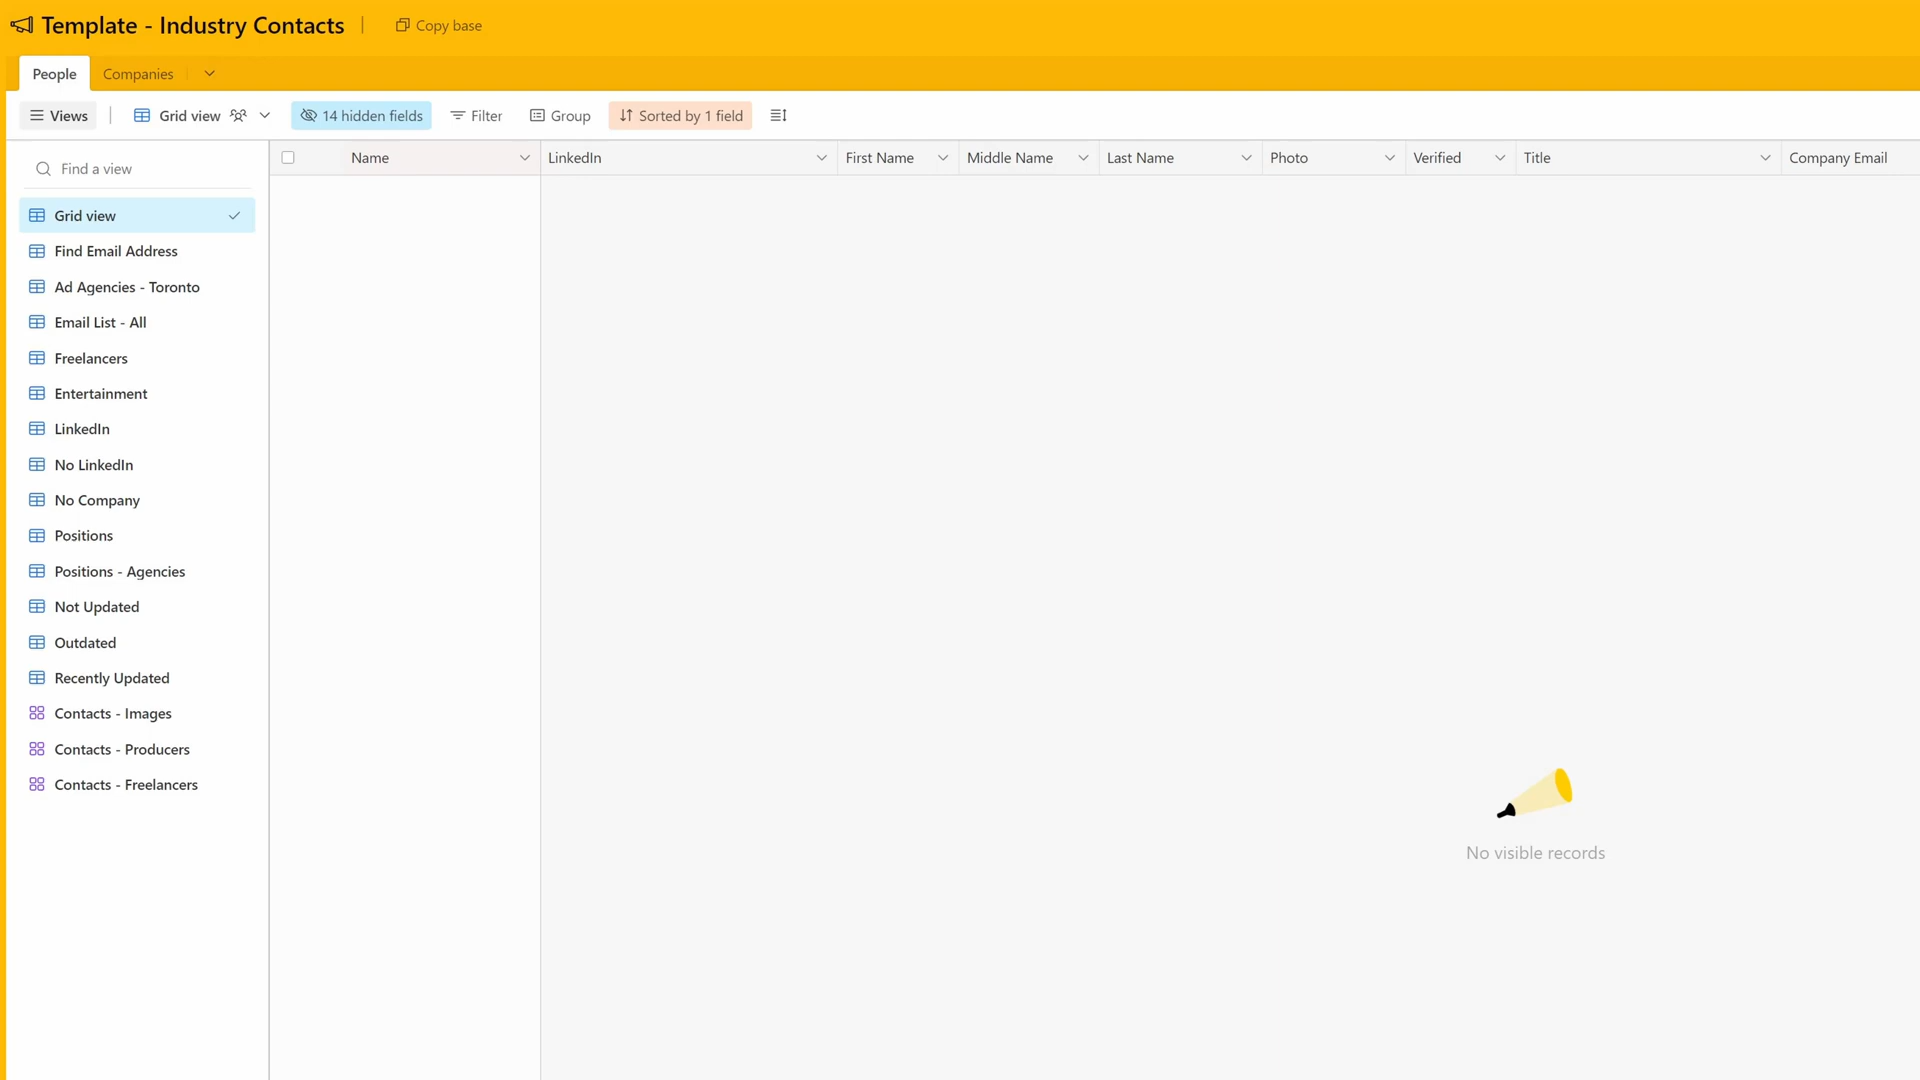 Template - Industry Contacts
Copy base
People
Companies
Views
Grid view
14 hidden fields
Filter
Group
Sorted by 1 field
Find a view
Name
LinkedIn
First Name
Middle Name
Last Name
Photo
Verified
Title
Company Email
Grid view
Find Email Address
Ad Agencies - Toronto
Email List - All
Freelancers
Entertainment
LinkedIn
No LinkedIn
No Company
Positions
Positions - Agencies
Not Updated
Outdated
Recently Updated
Contacts - Images
Contacts - Producers
Contacts - Freelancers
No visible records